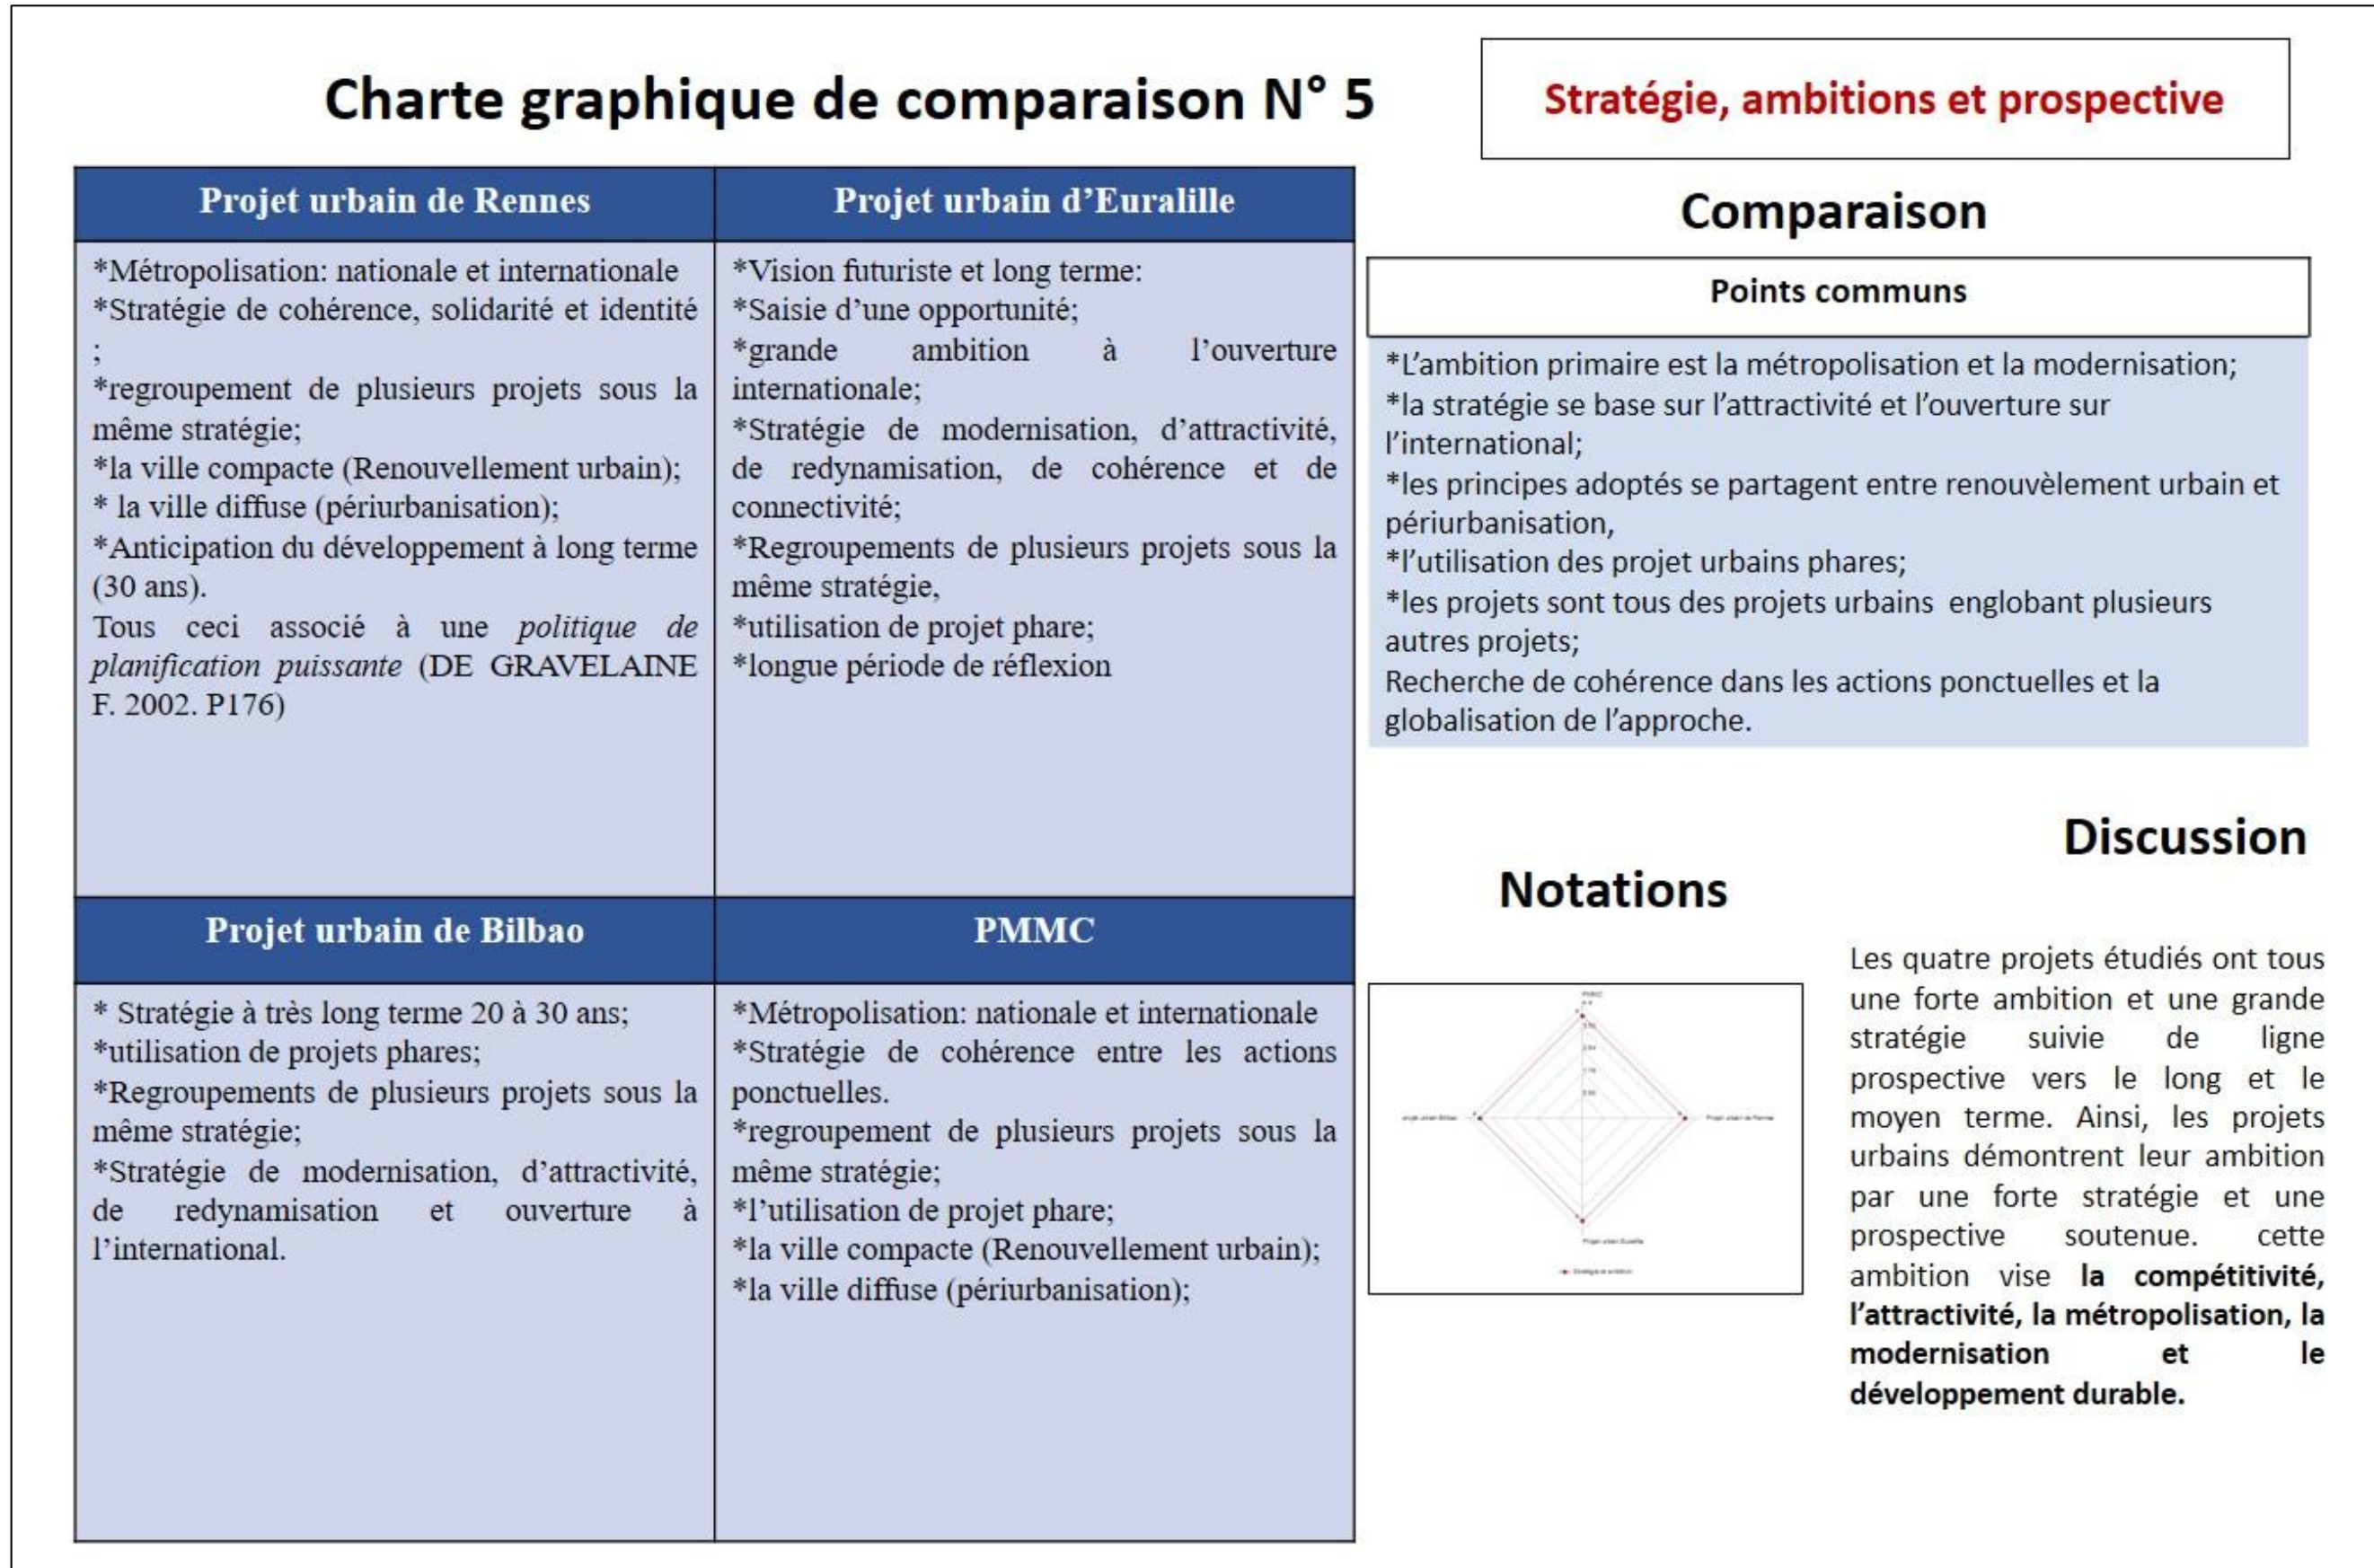 Charte graphique de comparaison N° 5
Stratégie, ambitions et prospective
Projet urbain de Rennes
*Métropolisation: nationale et internationale
*Stratégie de cohérence, solidarité et identité
;
*regroupement de plusieurs projets sous la
même stratégie;
*la ville compacte (Renouvellement urbain);
* la ville diffuse (périurbanisation);
*Anticipation du développement à long terme
(30 ans).
Tous ceci associé à une politique de
planification puissante (DE GRAVELAINE
F. 2002. P176)
Projet urbain d’Euralille
*Vision futuriste et long terme:
*Saisie d’une opportunité;
*grande ambition à l’ouverture
internationale;
*Stratégie de modernisation, d’attractivité,
de redynamisation, de cohérence et de
connectivité;
*Regroupements de plusieurs projets sous la
même stratégie,
*utilisation de projet phare;
*longue période de réflexion
Projet urbain de Bilbao
* Stratégie à très long terme 20 à 30 ans;
*utilisation de projets phares;
*Regroupements de plusieurs projets sous la
même stratégie;
*Stratégie de modernisation, d’attractivité,
de redynamisation et ouverture à
l’international.
PMMC
*Métropolisation: nationale et internationale
*Stratégie de cohérence entre les actions
ponctuelles.
*regroupement de plusieurs projets sous la
même stratégie;
*l’utilisation de projet phare;
*la ville compacte (Renouvellement urbain);
*la ville diffuse (périurbanisation);
Comparaison
Points communs
*L’ambition primaire est la métropolisation et la modernisation;
*la stratégie se base sur l’attractivité et l’ouverture sur
l’international;
*les principes adoptés se partagent entre renouvèlement urbain et
périurbanisation,
*l’utilisation des projet urbains phares;
*les projets sont tous des projets urbains englobant plusieurs
autres projets;
Recherche de cohérence dans les actions ponctuelles et la
globalisation de l’approche.
Notations
PMMC
projet urbain Bilbao
Projet urbain de Rennes
Projet urbain Euralille
Stratégie et ambition
Discussion
Les quatre projets étudiés ont tous
une forte ambition et une grande
stratégie suivie de ligne
prospective vers le long et le
moyen terme. Ainsi, les projets
urbains démontrent leur ambition
par une forte stratégie et une
prospective soutenue. cette
ambition vise la compétitivité,
l’attractivité, la métropolisation, la
modernisation et le
développement durable.